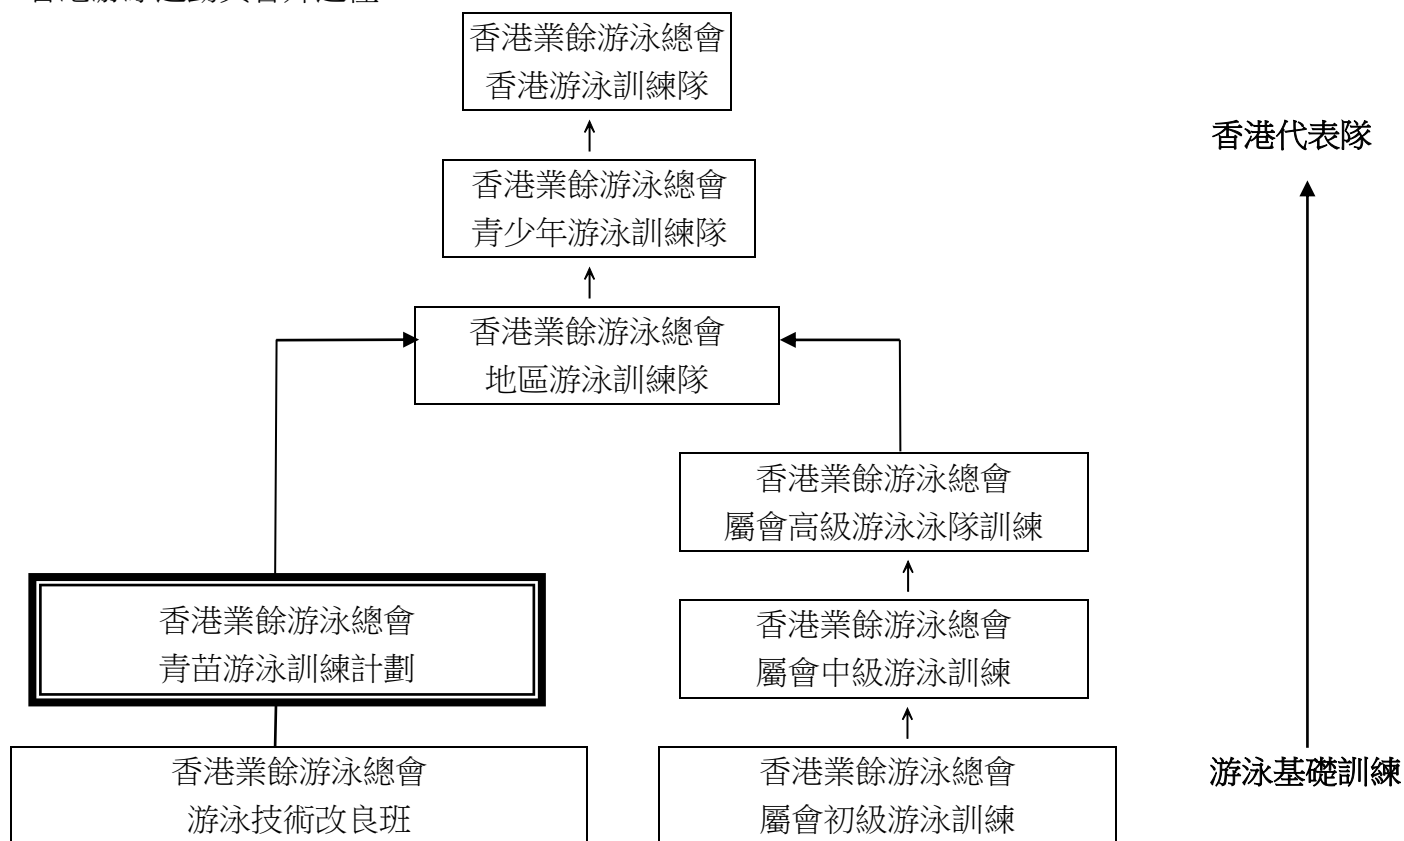 香港業餘游泳總會
香港游泳訓練隊
香港代表隊
香港業餘游泳總會
青少年游泳訓練隊
香港業餘游泳總會
地區游泳訓練隊
香港業餘游泳總會
屬會高級游泳泳隊訓練
香港業餘游泳總會
青苗游泳訓練計劃
香港業餘游泳總會
屬會中級游泳訓練
香港業餘游泳總會
游泳技術改良班
香港業餘游泳總會
屬會初級游泳訓練
游泳基礎訓練